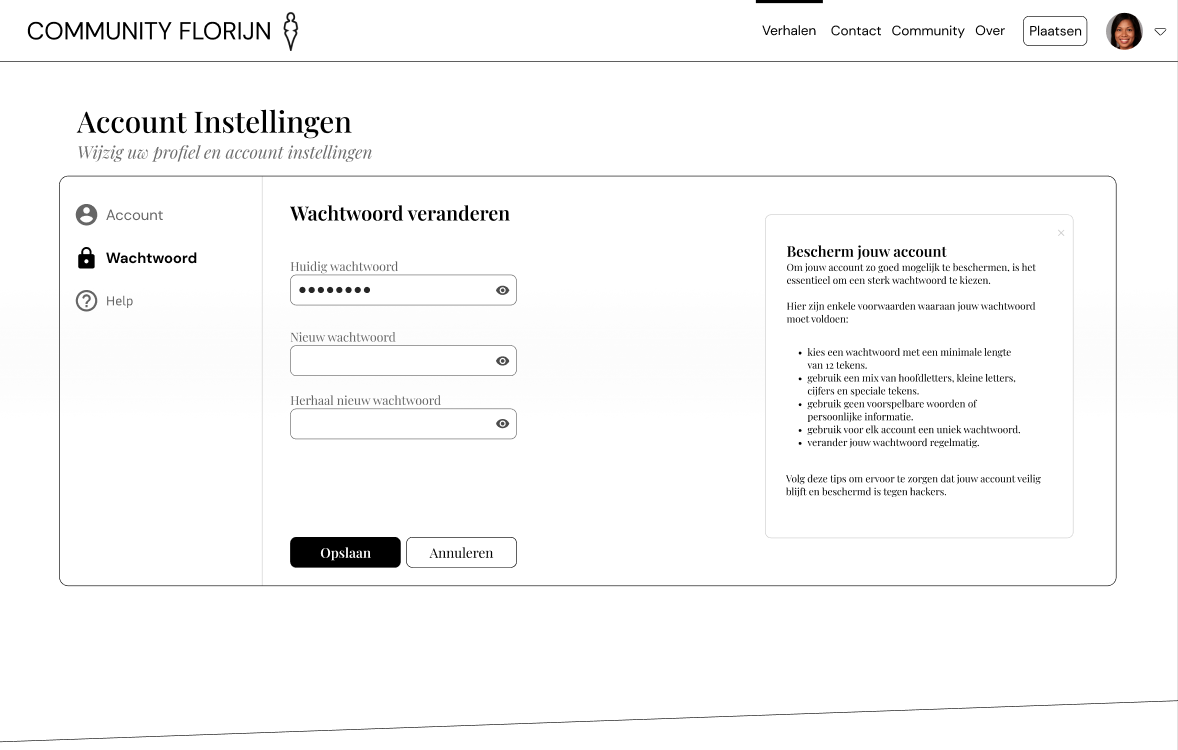 COMMUNITY FLORIJN
Verhalen Contact Community Over Plaatsen
Account Instellingen
Wijzig uw profiel en account instellingen
Account
Wachtwoord
Help
Wachtwoord veranderen
Huidig wachtwoord
Nieuw wachtwoord
Herhaal nieuw wachtwoord
Opslaan Annuleren
Bescherm jouw account
Om jouw account zo goed mogelijk te beschermen, is het
essentieel om een sterk wachtwoord te kiezen.
Hier zijn enkele voorwaarden waaraan jouw wachtwoord
moet voldoen:
• kies een wachtwoord met een minimale lengte
van 12 tekens.
• gebruik een mix van hoofdletters, kleine letters,
cijfers en speciale tekens.
• gebruik geen voorspelbare woorden of
persoonlijke informatie.
• gebruik voor elk account een uniek wachtwoord.
• verander jouw wachtwoord regelmatig.
Volg deze tips om ervoor te zorgen dat jouw account veilig
blijft en beschermd is tegen hackers.